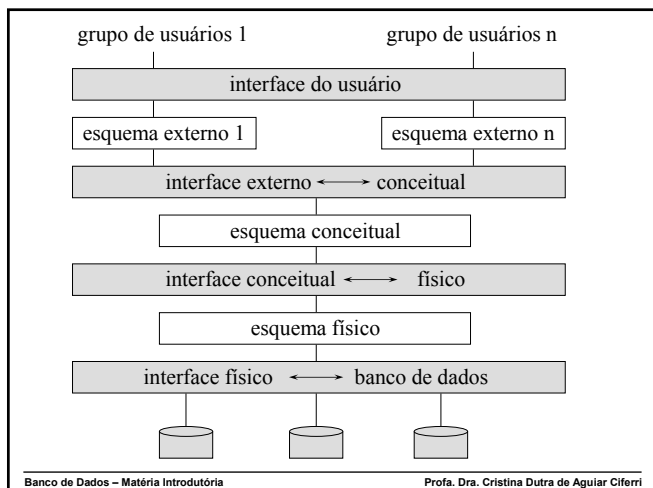 grupo de usuários 1 grupo de usuários n
interface do usuário
esquema externo 1 esquema externo n
interface externo conceitual
esquema conceitual
interface conceitual físico
esquema físico
interface físico banco de dados
Banco de Dados – Matéria Introdutória Profa. Dra. Cristina Dutra de Aguiar Ciferri